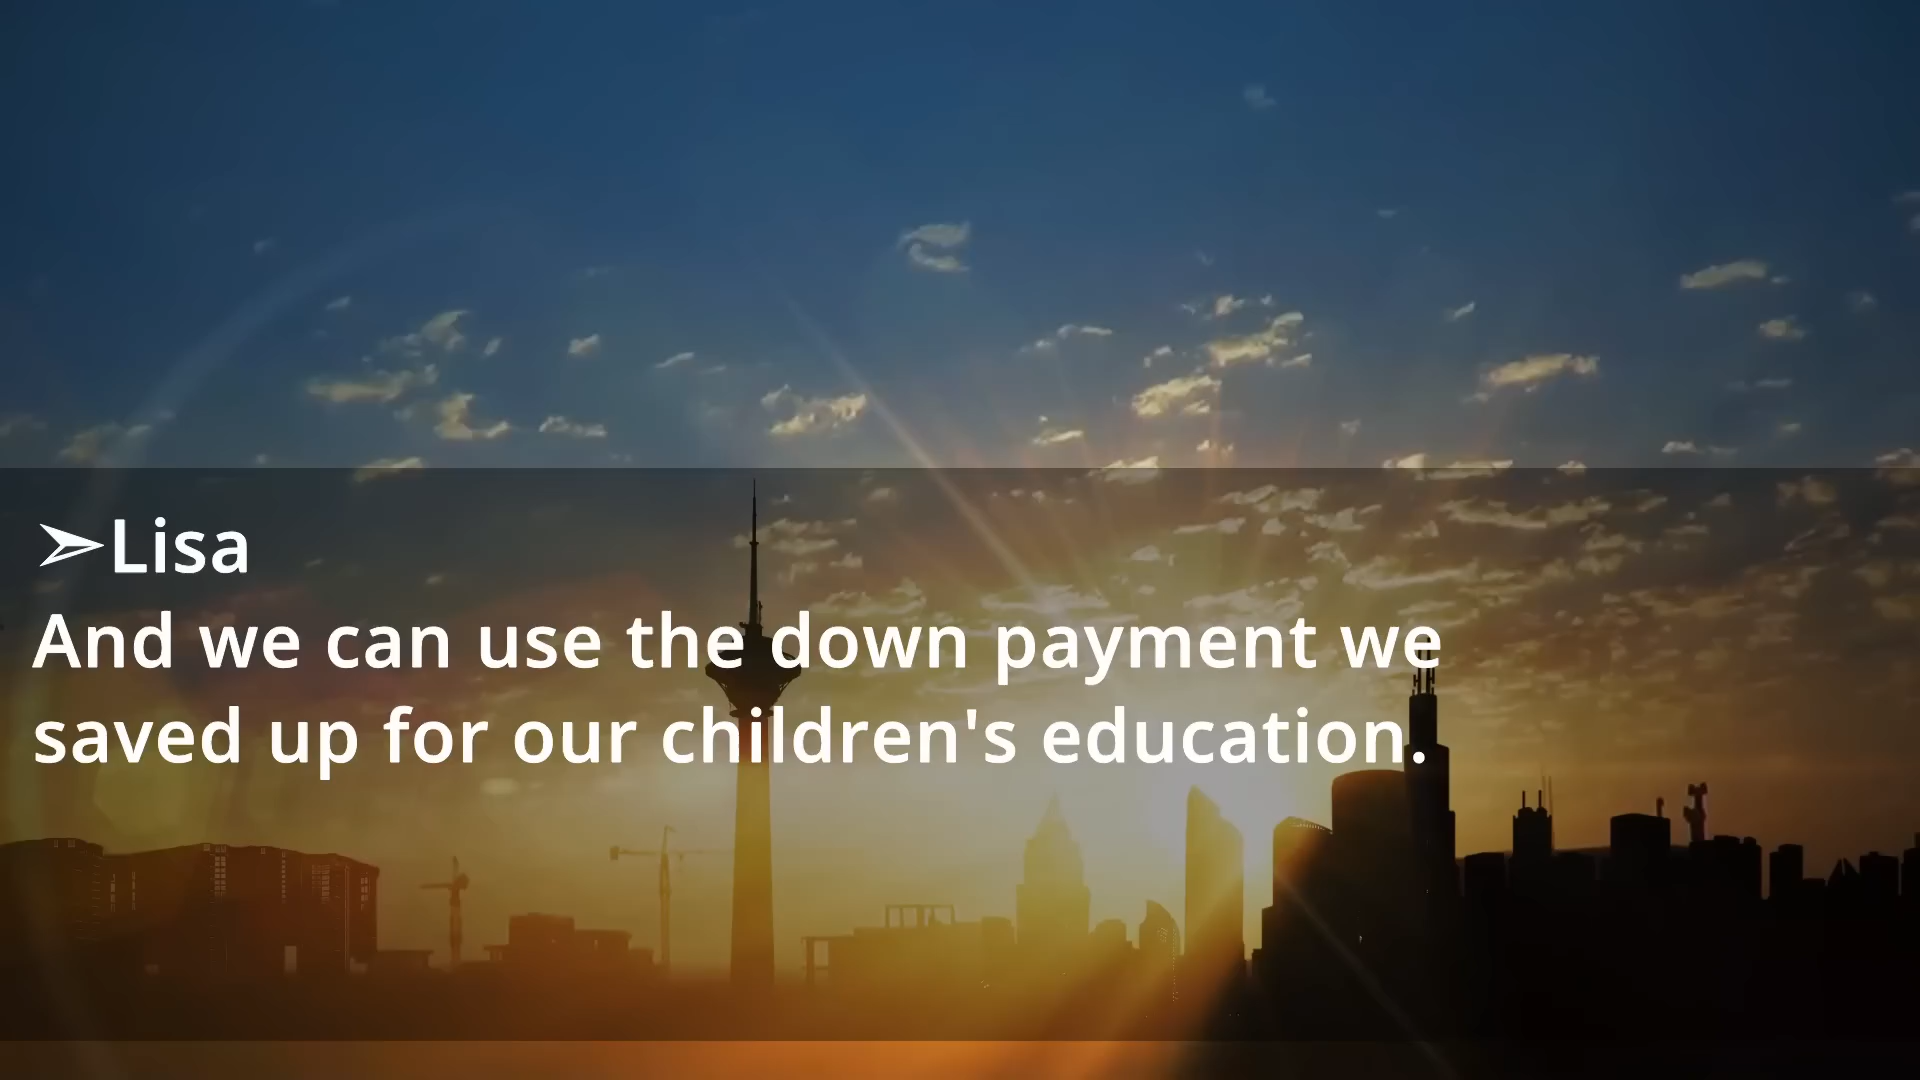 ➢Lisa
And we can use the down payment we
saved up for our children's education.